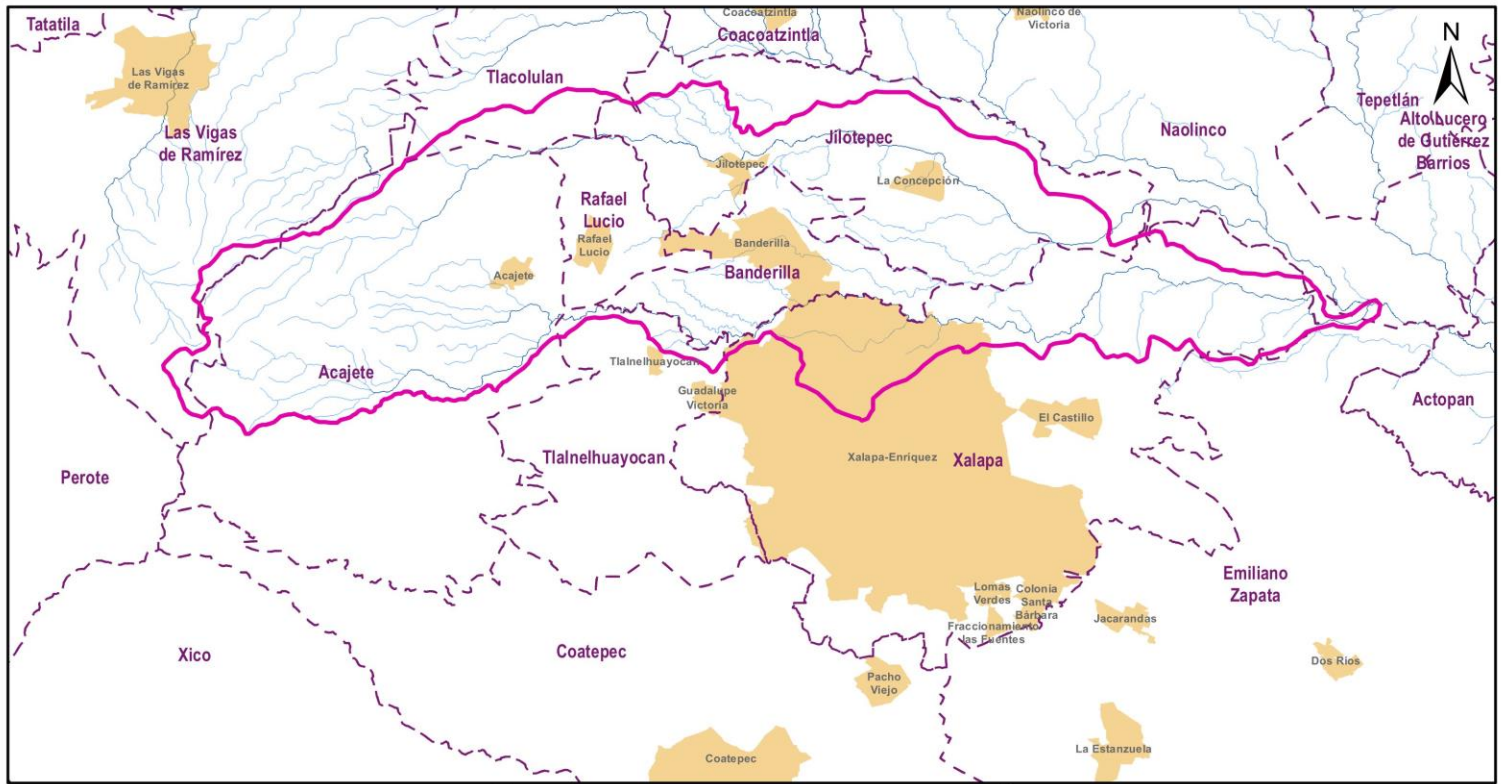 Coacoatzintla
Naolinco de
Victoria
Tatatila
Coacoatzintla
N
Las Vigas
de Ramírez
Tlacolulan
Tepetlán
Alto Lucero
de Gutiérrez
Barrios
Las Vigas
de Ramírez
Jilotepec
Naolinco
Jilotepec
La Concepción
Rafael
Lucio
Rafael
Lucio
Banderilla
Acajete
Banderilla
Tlalnelhuayocan
Acajete
Guadalupe
Victoria
Actopan
El Castillo
Tlalnelhuayocan
Xalapa-Enríquez
Xalapa
Perote
Emiliano
Zapata
Lomas
Verdes
Colonia
Santa
Bárbara
Jacarandas
Fraccionamiento
las Fuentes
Xico
Coatepec
Dos Ríos
Pacho
Viejo
La Estanzuela
Coatepec